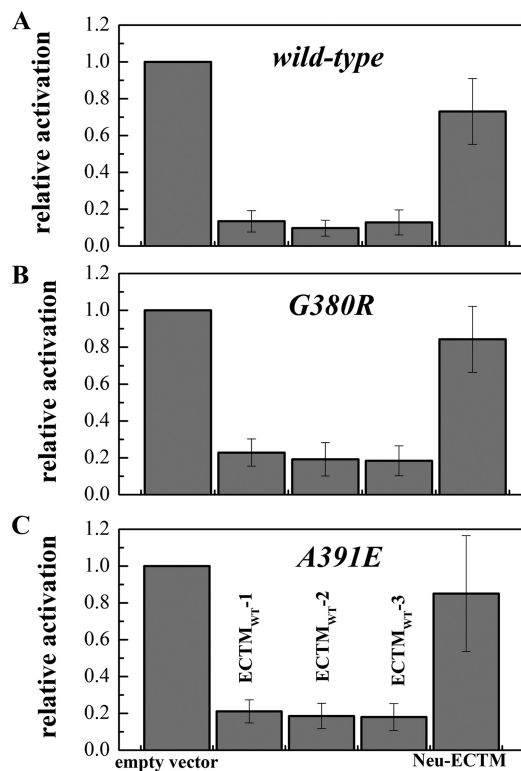 A
wild-type
relative activation
1.2
1.0
0.8
0.6
0.4
0.2
0.0
B
G380R
relative activation
1.2
1.0
0.8
0.6
0.4
0.2
0.0
C
A391E
relative activation
1.2
1.0
0.8
0.6
0.4
0.2
0.0
ECTM_WT-1
ECTM_WT-2
ECTM_WT-3
empty vector
Neu-ECTM